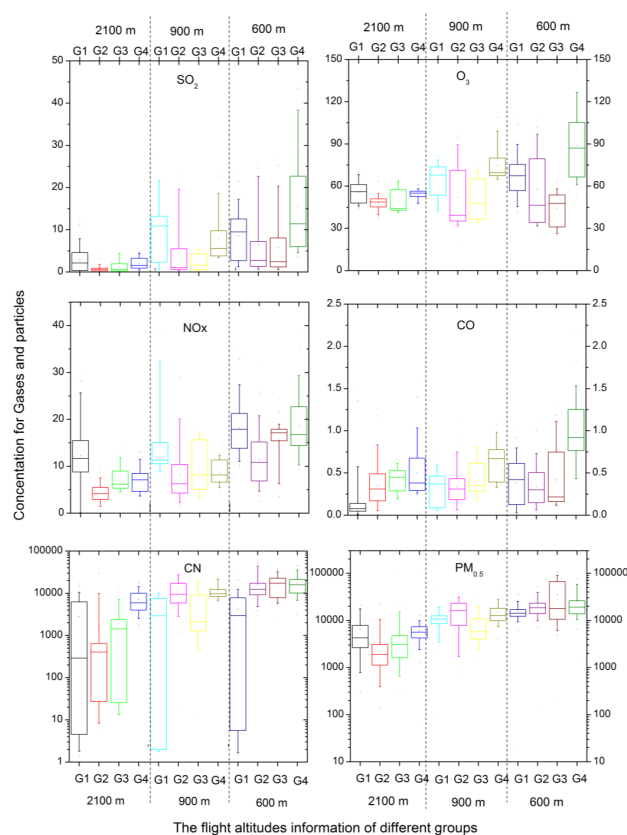 2100 m 900 m 600 m
G1 G2 G3 G4 G1 G2 G3 G4 G1 G2 G3 G4
50
40
30
20
10
0
SO2
2100 m 900 m 600 m
G1 G2 G3 G4 G1 G2 G3 G4 G1 G2 G3 G4
150 150
120 120
90 90
60 60
30 30
0 0
O3
40
30
20
10
0
NOx
2.5 2.5
2.0 2.0
1.5 1.5
1.0 1.0
0.5 0.5
0.0 0.0
CO
100000
10000
1000
100
10
1
CN
100000 100000
10000 10000
1000 1000
100 100
10 10
PM0.5
G1 G2 G3 G4 G1 G2 G3 G4 G1 G2 G3 G4
2100 m 900 m 600 m
G1 G2 G3 G4 G1 G2 G3 G4 G1 G2 G3 G4
2100 m 900 m 600 m
Concentration for Gases and particles
The flight altitudes information of different groups